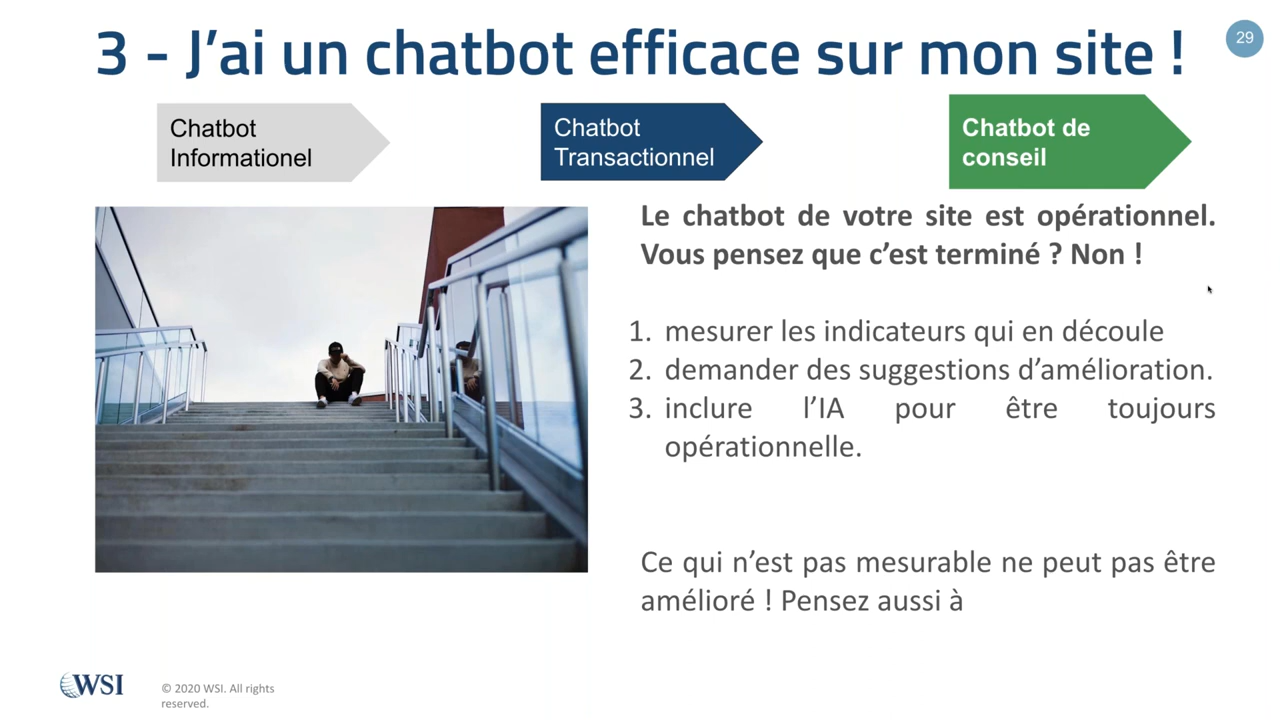 3 - J’ai un chatbot efficace sur mon site !
29
Chatbot
Informationel
Chatbot
Transactionnel
Chatbot de
conseil
Le chatbot de votre site est opérationnel.
Vous pensez que c’est terminé ? Non !
1. mesurer les indicateurs qui en découle
2. demander des suggestions d’amélioration.
3. inclure l’IA pour être toujours
opérationnelle.
Ce qui n’est pas mesurable ne peut pas être
amélioré ! Pensez aussi à
WSI
© 2020 WSI. All rights
reserved.